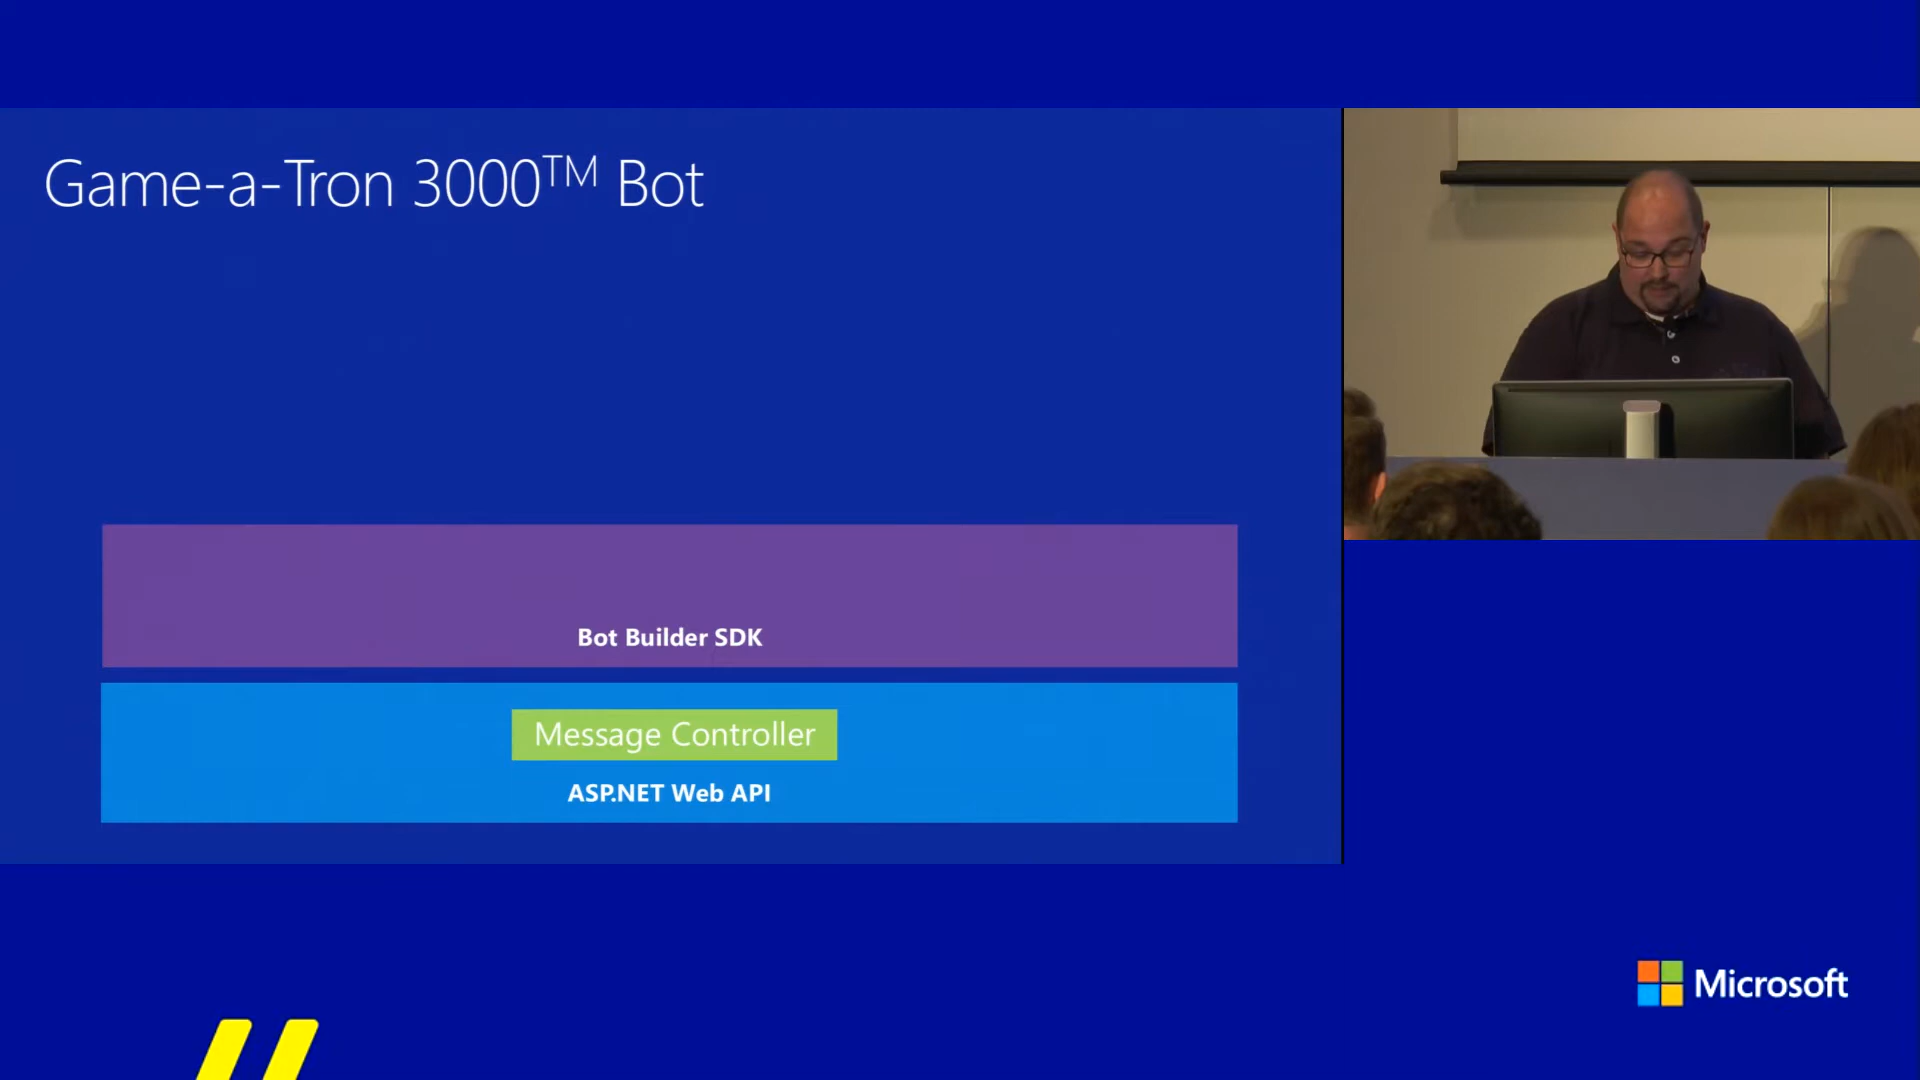 Game-a-Tron 3000TM Bot
Bot Builder SDK
Message Controller
ASP.NET Web API
Microsoft